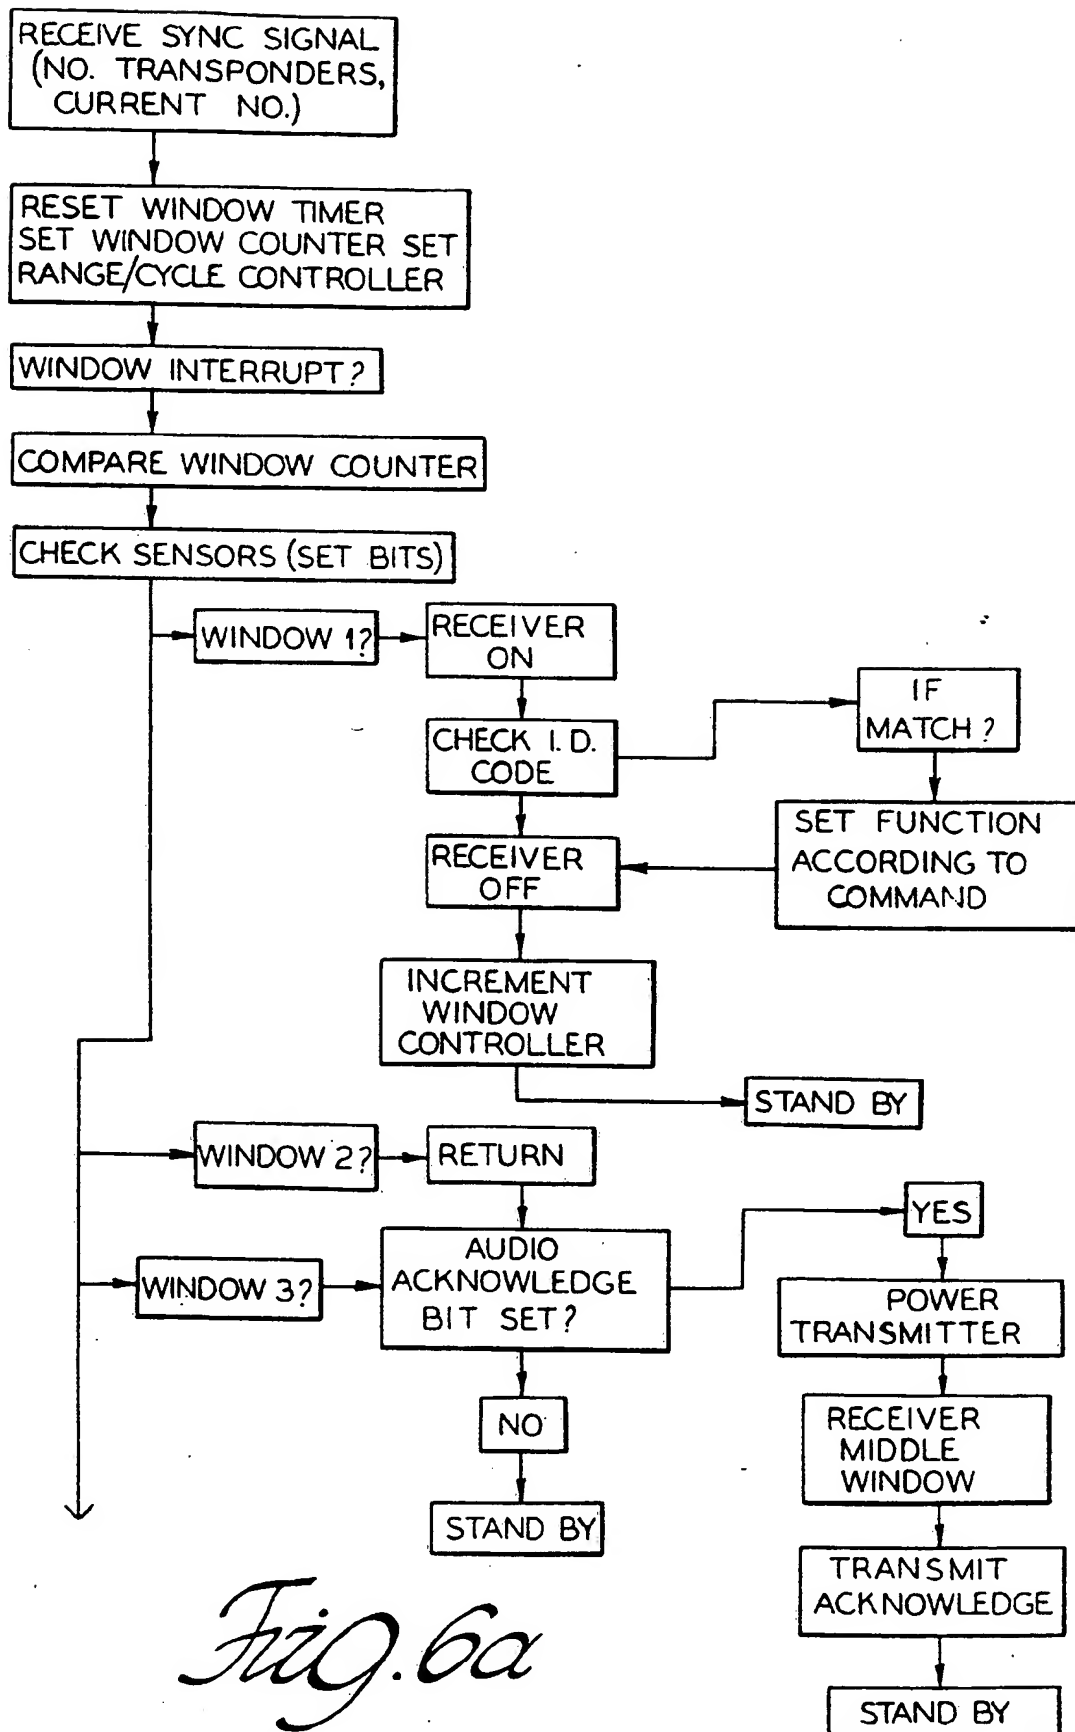 RECEIVE SYNC SIGNAL
(NO. TRANSPONDERS,
CURRENT NO.)
RESET WINDOW TIMER
SET WINDOW COUNTER SET
RANGE/CYCLE CONTROLLER
WINDOW INTERRUPT?
COMPARE WINDOW COUNTER
CHECK SENSORS (SET BITS)
WINDOW 1?
RECEIVER
ON
CHECK I.D.
CODE
IF
MATCH?
SET FUNCTION
ACCORDING TO
COMMAND
RECEIVER
OFF
INCREMENT
WINDOW
CONTROLLER
STAND BY
WINDOW 2?
RETURN
WINDOW 3?
AUDIO
ACKNOWLEDGE
BIT SET?
YES
POWER
TRANSMITTER
RECEIVER
MIDDLE
WINDOW
TRANSMIT
ACKNOWLEDGE
STAND BY
NO
STAND BY
Fig. 6a